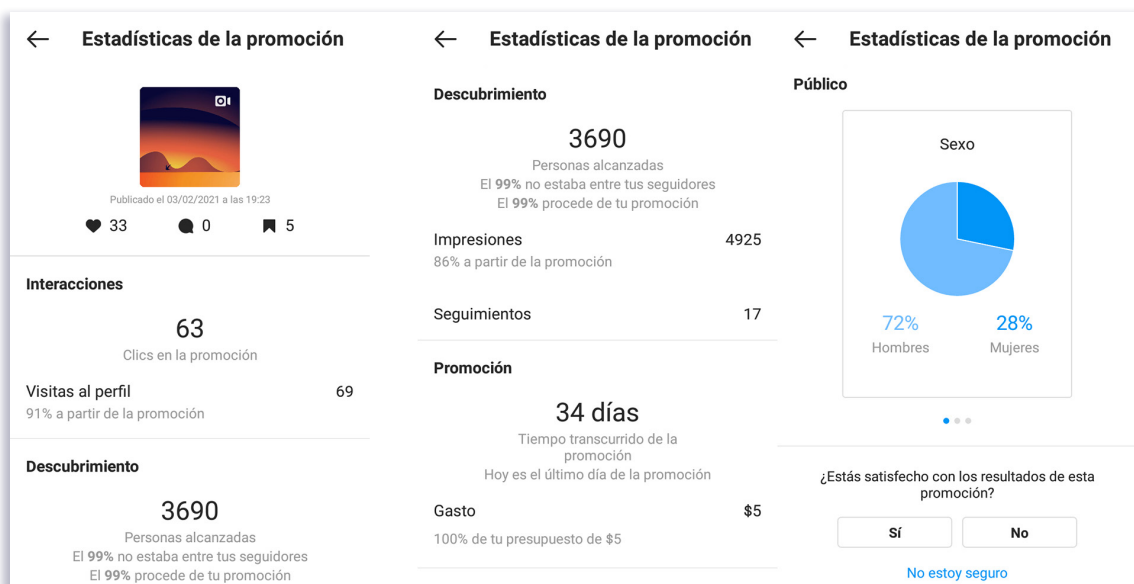 Estadísticas de la promoción
Publicado el 03/02/2021 a las 19:23
33 0 5
Interacciones
63
Clics en la promoción
Visitas al perfil 69
91% a partir de la promoción
Descubrimiento
3690
Personas alcanzadas
El 99% no estaba entre tus seguidores
El 99% procede de tu promoción
Estadísticas de la promoción
Descubrimiento
3690
Personas alcanzadas
El 99% no estaba entre tus seguidores
El 99% procede de tu promoción
Impresiones 4925
86% a partir de la promoción
Seguimientos 17
Promoción
34 días
Tiempo transcurrido de la
promoción
Hoy es el último día de la promoción
Gasto $5
100% de tu presupuesto de $5
Estadísticas de la promoción
Público
Sexo
72% 28%
Hombres Mujeres
¿Estás satisfecho con los resultados de esta
promoción?
Sí No
No estoy seguro